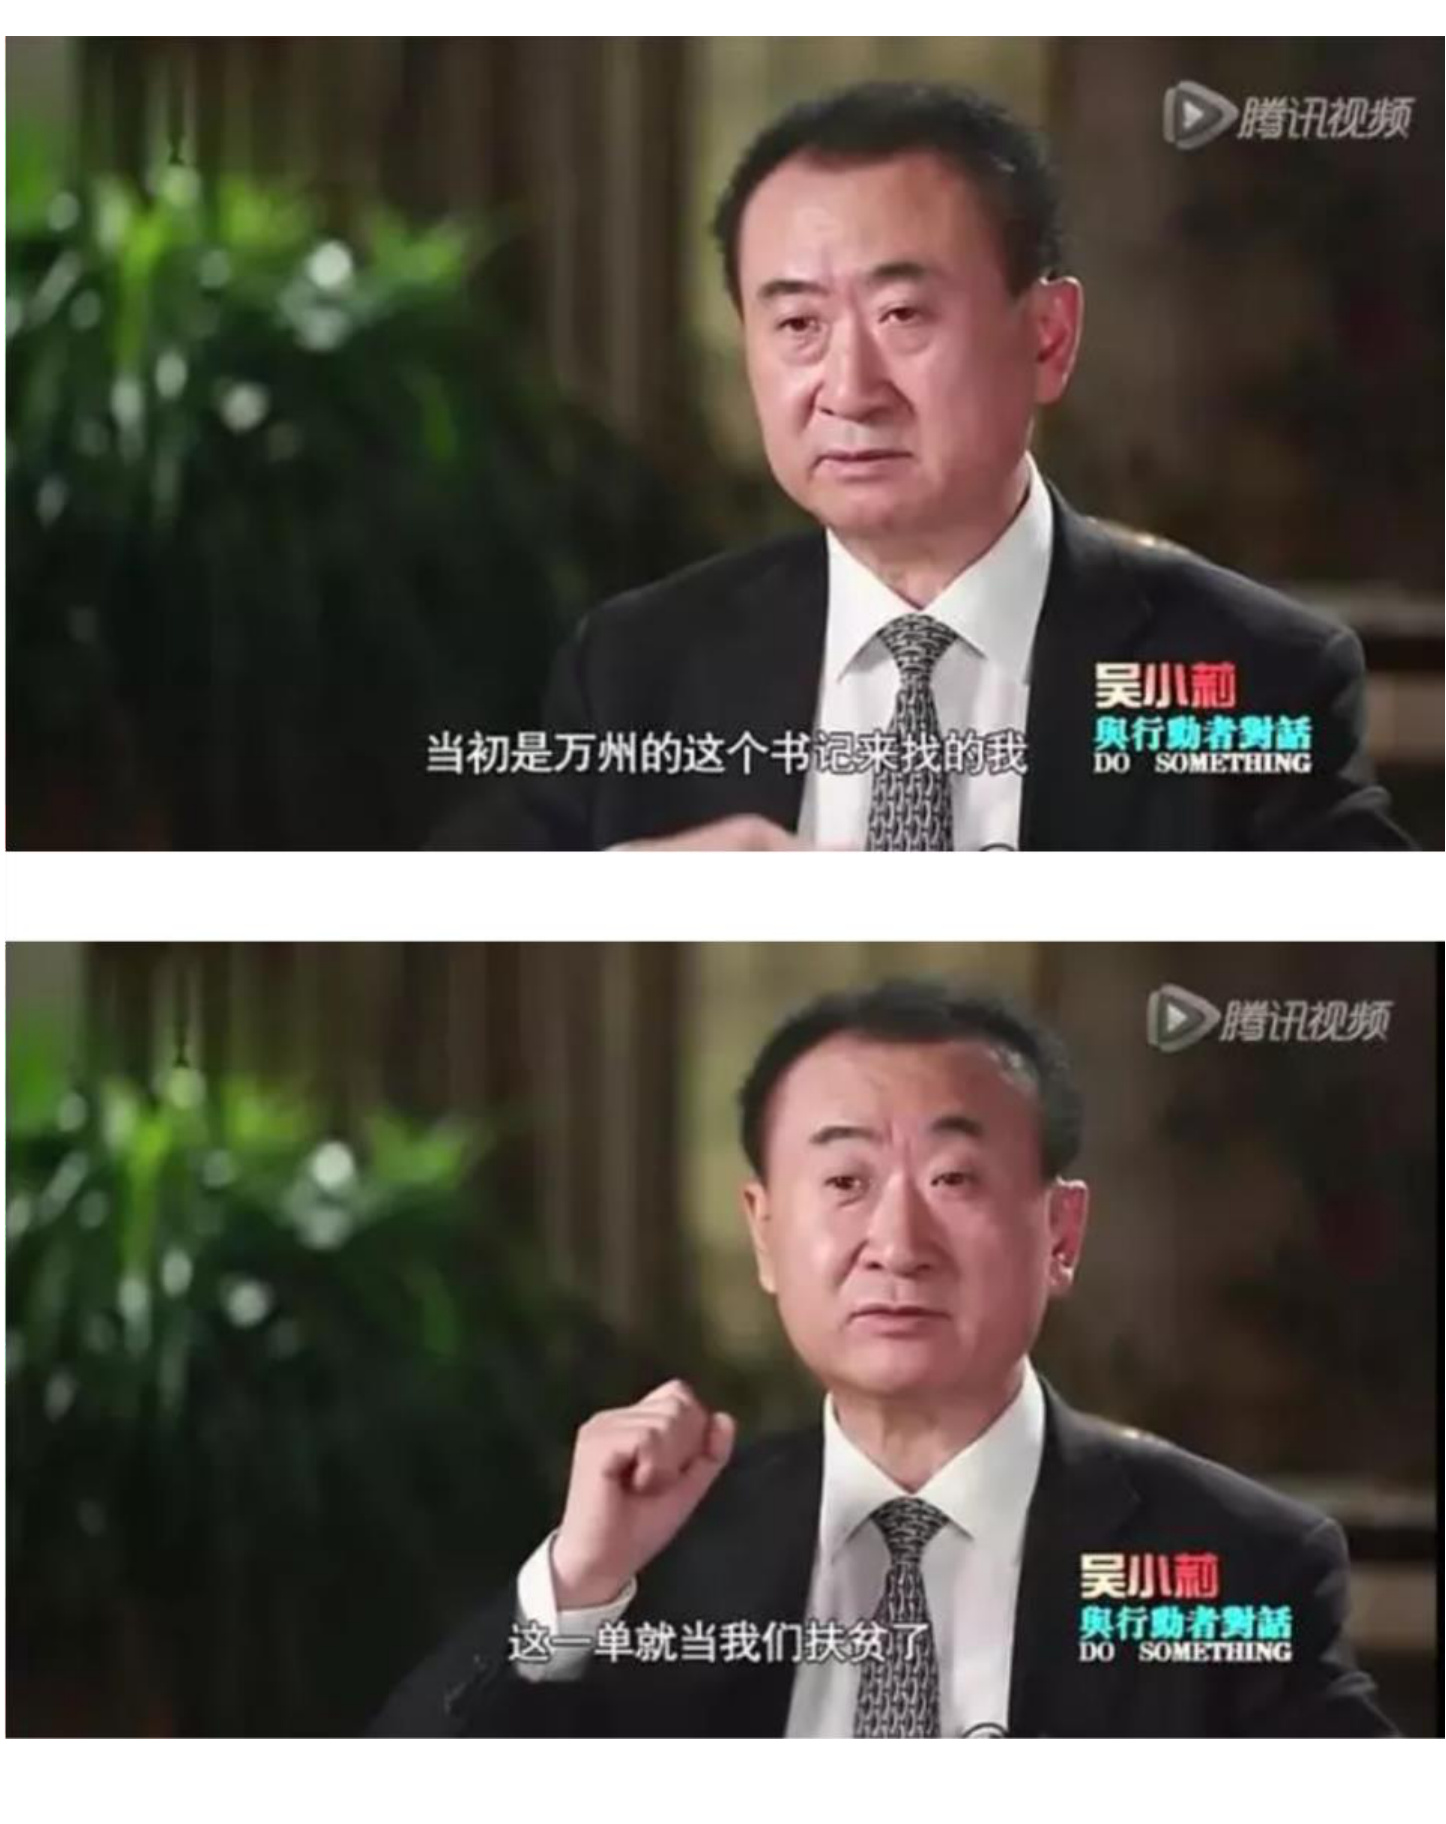 腾讯视频
吴小莉
與行動者對話
DO SOMETHING
当初是万州的这个书记来找的我
腾讯视频
吴小莉
與行動者對話
DO SOMETHING
这一单就当我们扶贫了